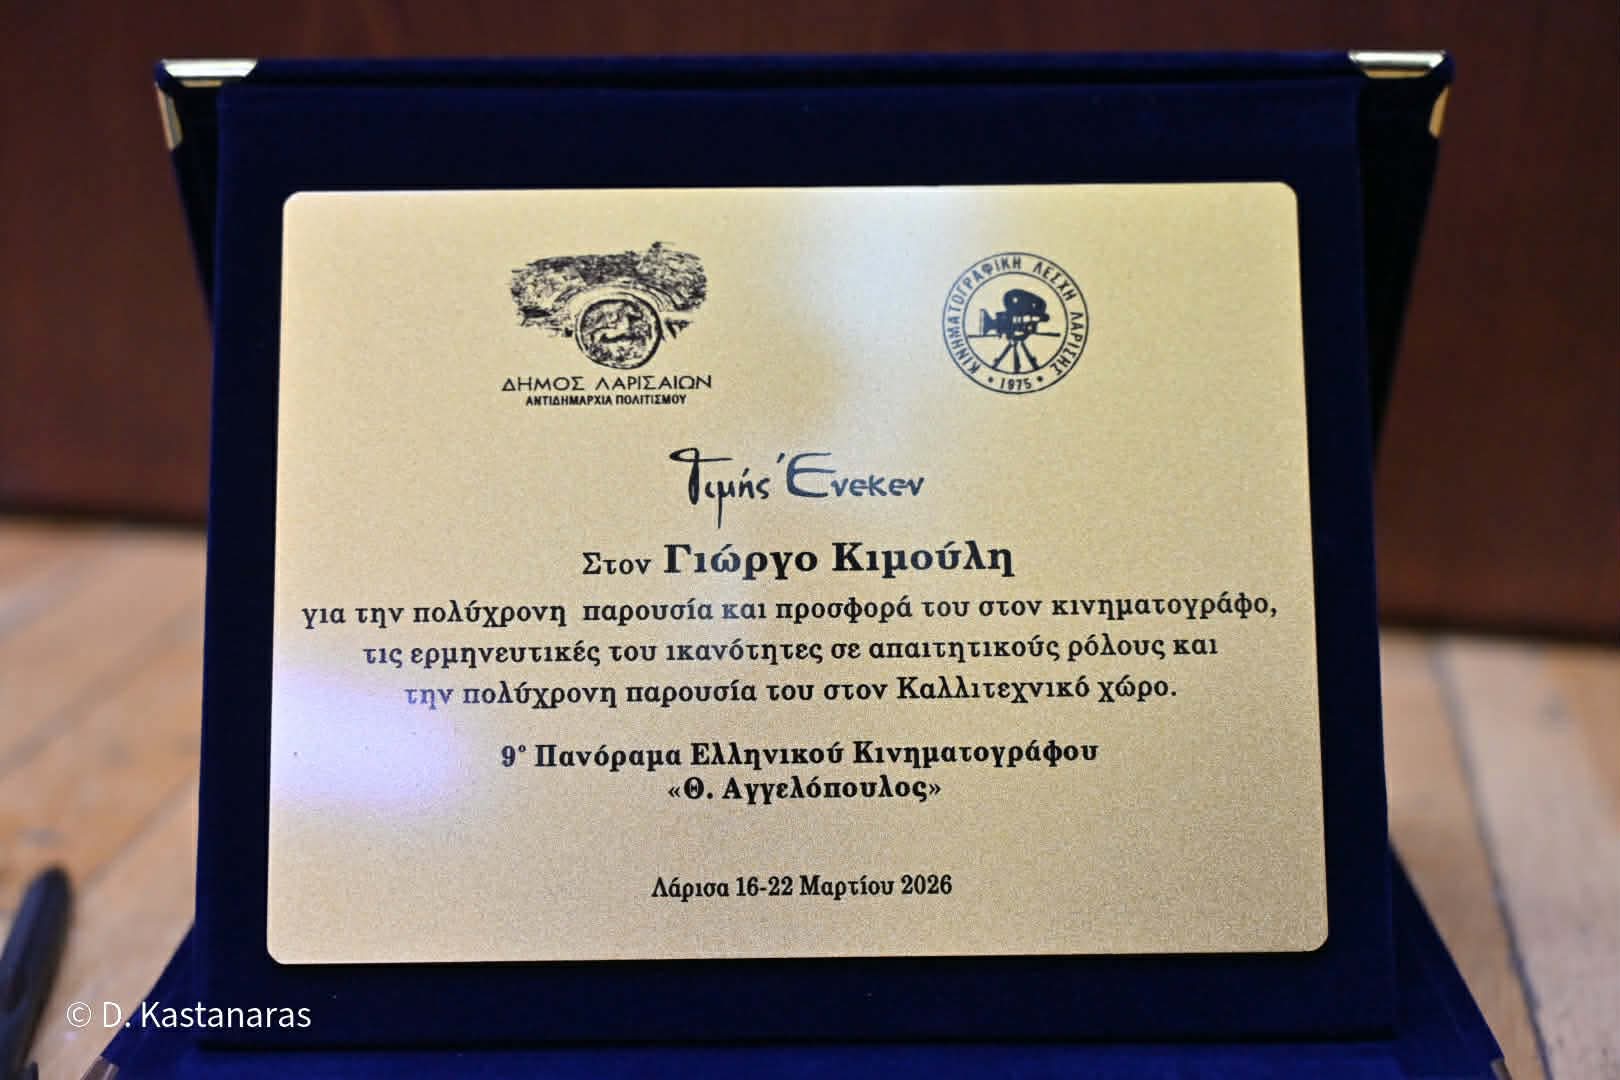 ΔΗΜΟΣ ΛΑΡΙΣΑΙΩΝ
ΑΝΤΙΔΗΜΑΡΧΙΑ ΠΟΛΙΤΙΣΜΟΥ
ΚΙΝΗΜΑΤΟΓΡΑΦΙΚΗ ΛΕΣΧΗ ΛΑΡΙΣΗΣ
• 1975 •
Τιμής Ένεκεν
Στον Γιώργο Κιμούλη
για την πολύχρονη παρουσία και προσφορά του στον κινηματογράφο,
τις ερμηνευτικές του ικανότητες σε απαιτητικούς ρόλους και
την πολύχρονη παρουσία του στον Καλλιτεχνικό χώρο.
9° Πανόραμα Ελληνικού Κινηματογράφου
«Θ. Αγγελόπουλος»
Λάρισα 16-22 Μαρτίου 2026
© D. Kastanaras